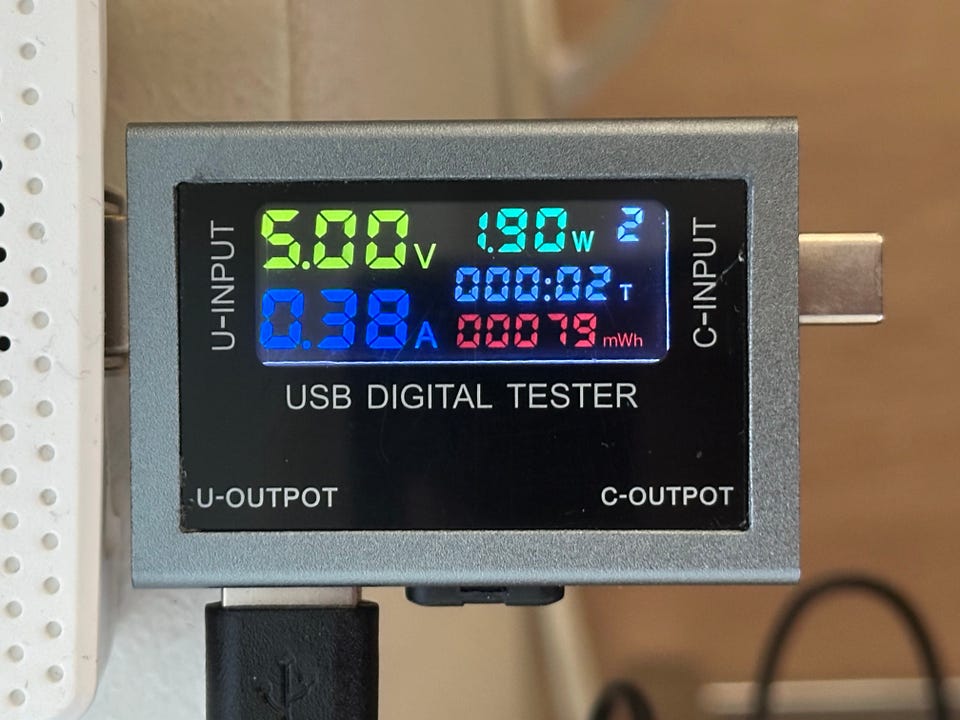 U-INPUT
5.00V
1.90W
2
000:02T
0.38A
00079mWh
C-INPUT
USB DIGITAL TESTER
U-OUTPOT
C-OUTPOT